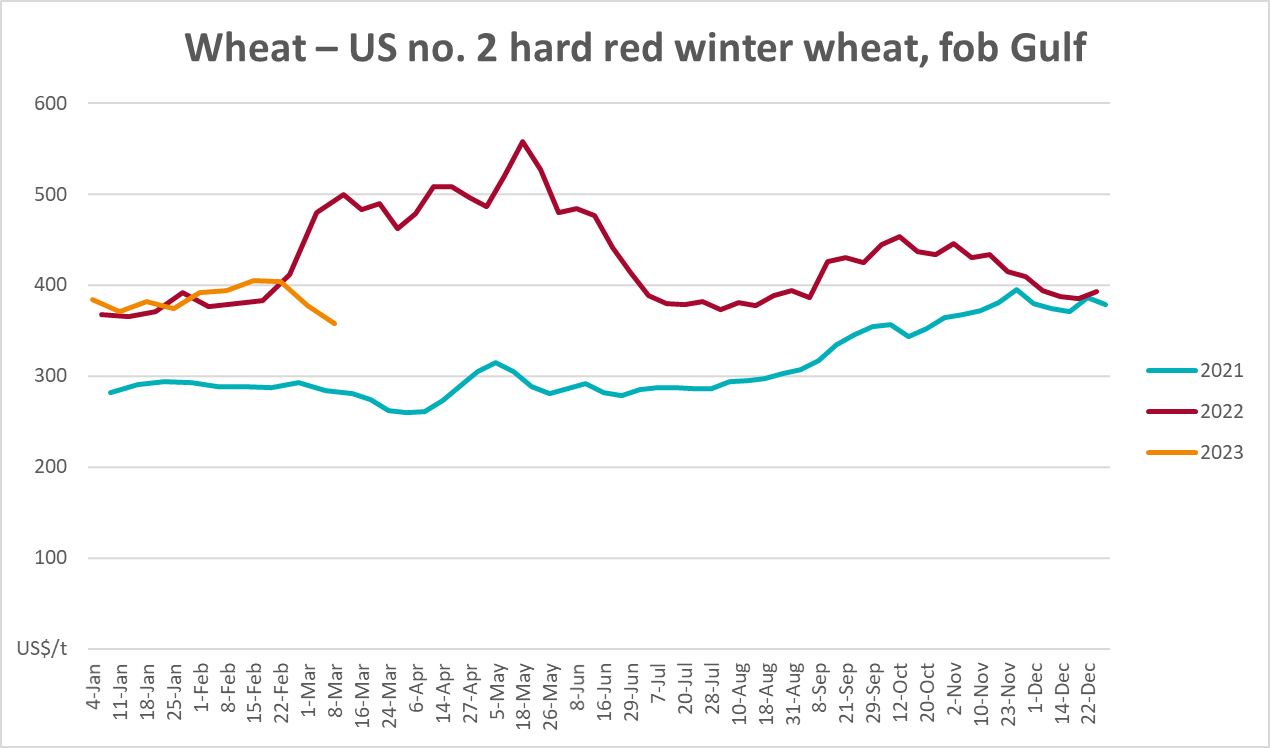 Wheat – US no. 2 hard red winter wheat, fob Gulf
600
500
400
300
200
100
US$/t
2021
2022
2023
4-Jan
11-Jan
18-Jan
25-Jan
1-Feb
8-Feb
15-Feb
22-Feb
1-Mar
8-Mar
16-Mar
24-Mar
6-Apr
14-Apr
27-Apr
5-May
18-May
26-May
8-Jun
16-Jun
29-Jun
7-Jul
20-Jul
28-Jul
10-Aug
18-Aug
31-Aug
8-Sep
21-Sep
29-Sep
12-Oct
20-Oct
2-Nov
10-Nov
23-Nov
1-Dec
14-Dec
22-Dec